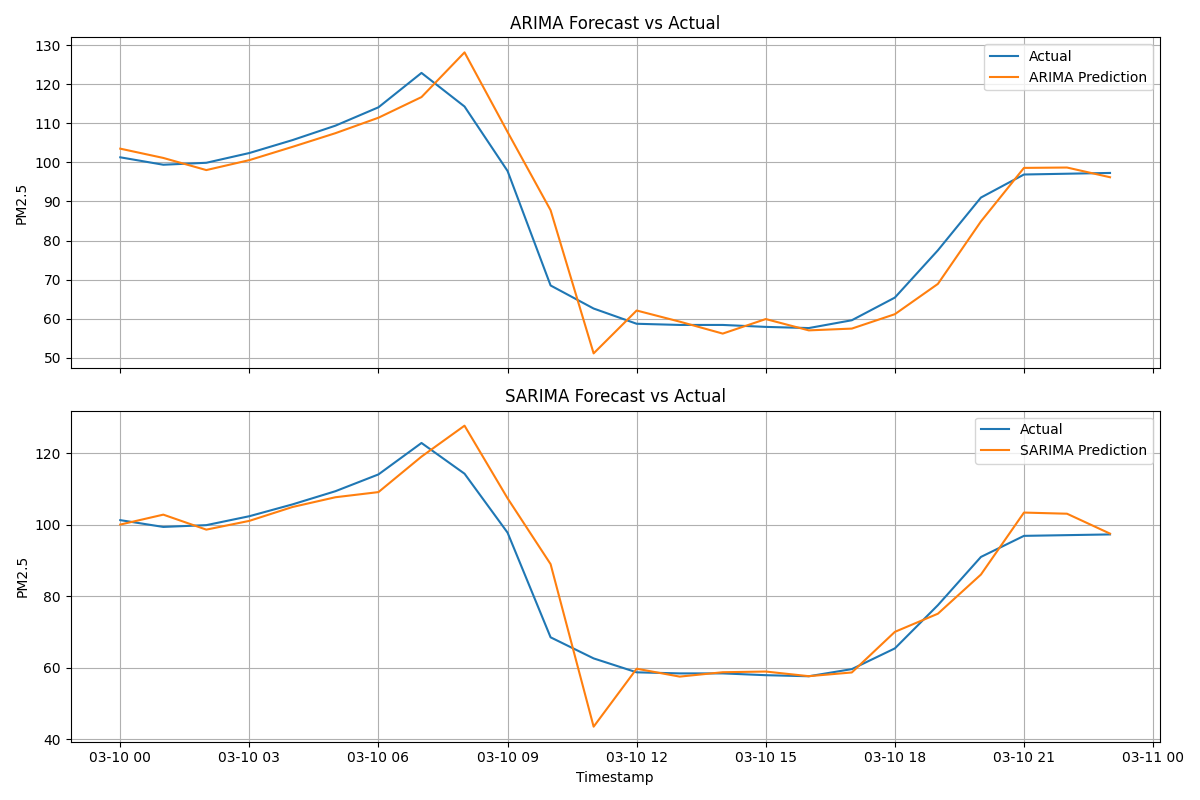 ARIMA Forecast vs Actual
130
120
110
100
90
80
70
60
50
PM2.5
Actual
ARIMA Prediction
SARIMA Forecast vs Actual
120
100
80
60
40
PM2.5
Actual
SARIMA Prediction
03-10 00 03-10 03 03-10 06 03-10 09 03-10 12 03-10 15 03-10 18 03-10 21 03-11 00
Timestamp